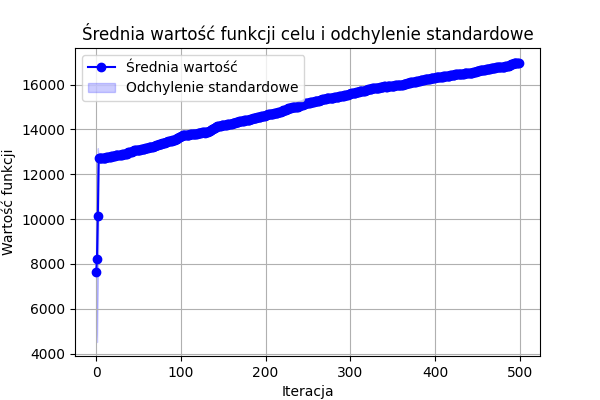 Średnia wartość funkcji celu i odchylenie standardowe
Średnia wartość
Odchylenie standardowe
Wartość funkcji
16000
14000
12000
10000
8000
6000
4000
0 100 200 300 400 500
Iteracja